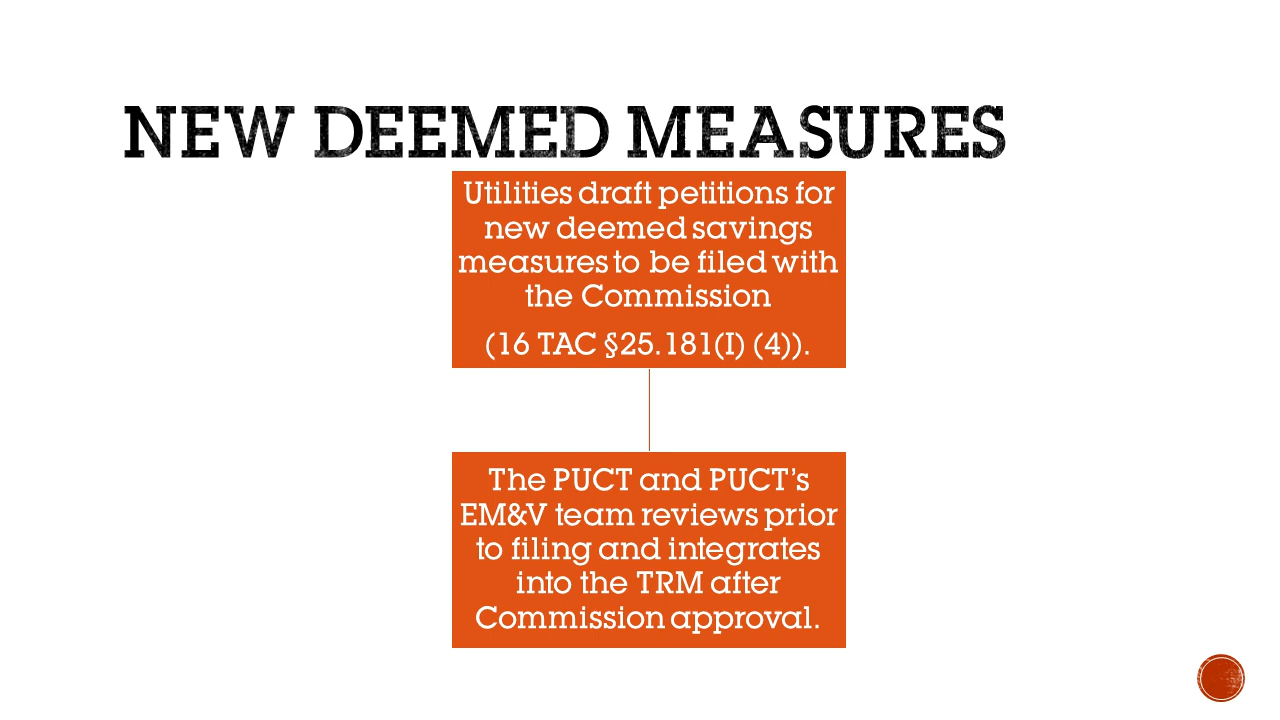 NEW DEEMED MEASURES
Utilities draft petitions for
new deemed savings
measures to be filed with
the Commission
(16 TAC §25.181(I) (4)).
The PUCT and PUCT’s
EM&V team reviews prior
to filing and integrates
into the TRM after
Commission approval.